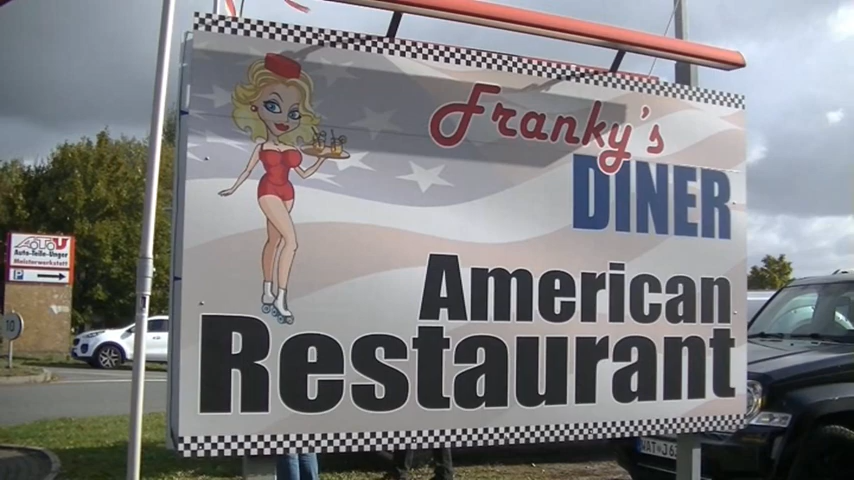 Franky's
DINER
American
Restaurant
Auto-Teile-Unger
Meisterwerkstatt
P
10